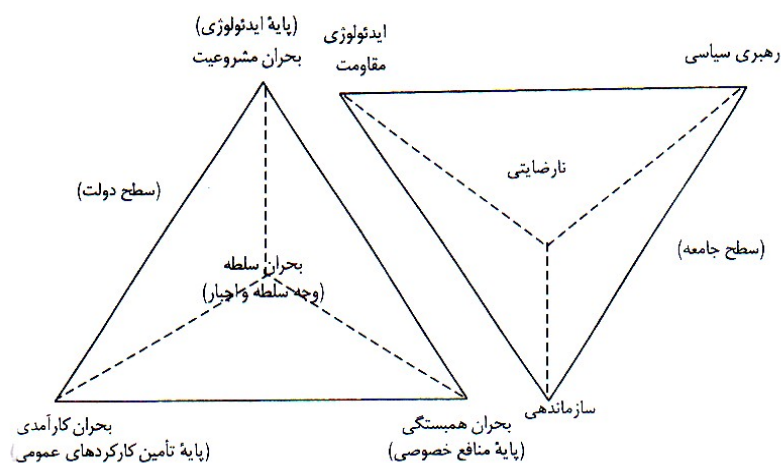 (پایهٔ ایدئولوژی)
بحران مشروعیت
ایدئولوژی
مقاومت
رهبری سیاسی
نارضایتی
(سطح دولت)
(سطح جامعه)
بحران سلطه
(وجه سلطه و اجبار)
سازماندهی
بحران همبستگی
(پایهٔ منافع خصوصی)
بحران کارآمدی
(پایهٔ تأمین کارکردهای عمومی)